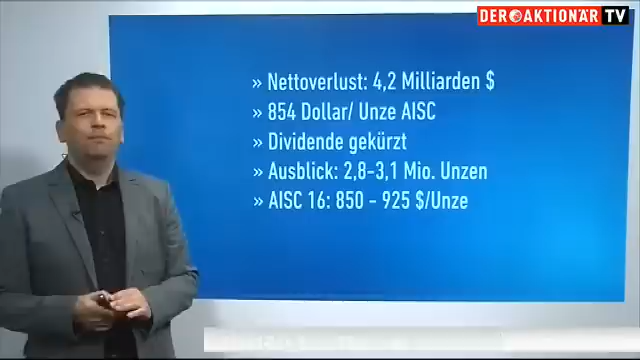 DER AKTIONÄR TV
» Nettoverlust: 4,2 Milliarden $
» 854 Dollar/ Unze AISC
» Dividende gekürzt
» Ausblick: 2,8-3,1 Mio. Unzen
» AISC 16: 850 - 925 $/Unze